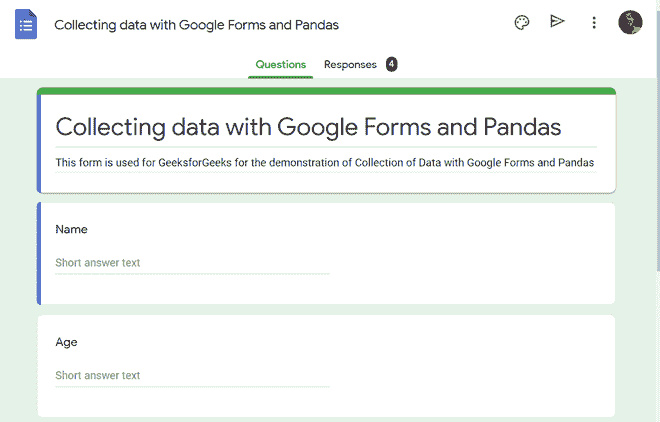 Collecting data with Google Forms and Pandas
Questions Responses 4
Collecting data with Google Forms and Pandas
This form is used for GeeksforGeeks for the demonstration of Collection of Data with Google Forms and Pandas
Name
Short answer text
Age
Short answer text